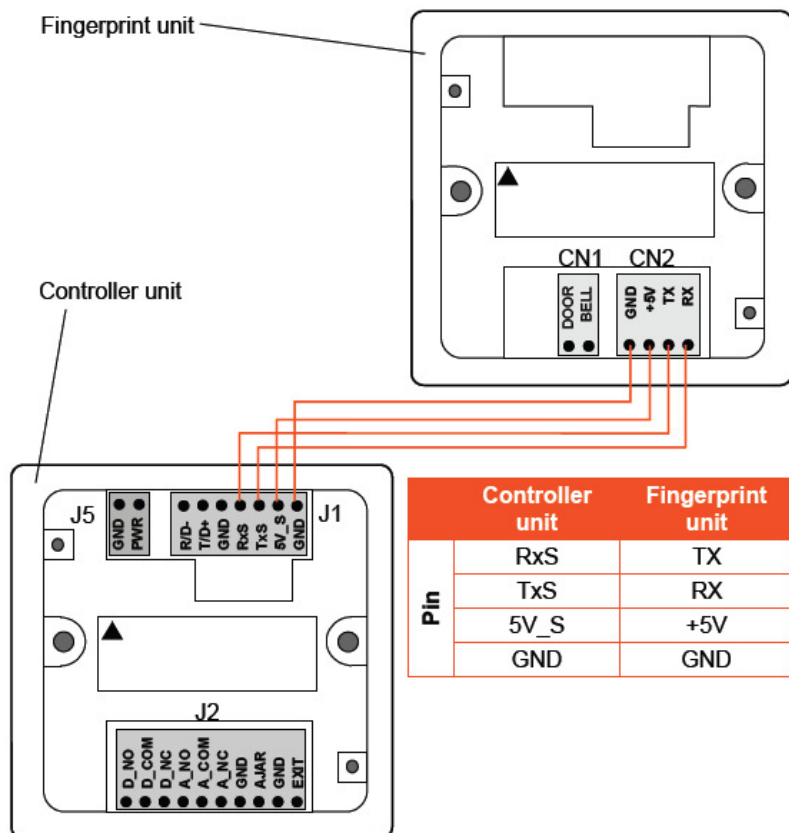 Fingerprint unit
CN1 CN2
DOOR
BELL
GND
+5V
TX
RX
Controller unit
J5
GND
PWR
R/D-
T/D+
GND
RxS
TxS
5V_S
GND
J1
Controller unit Fingerprint unit
Pin
RxS TX
TxS RX
5V_S +5V
GND GND
J2
D_NO
D_COM
D_NC
A_NO
A_COM
A_NC
GND
AJAR
GND
EXIT